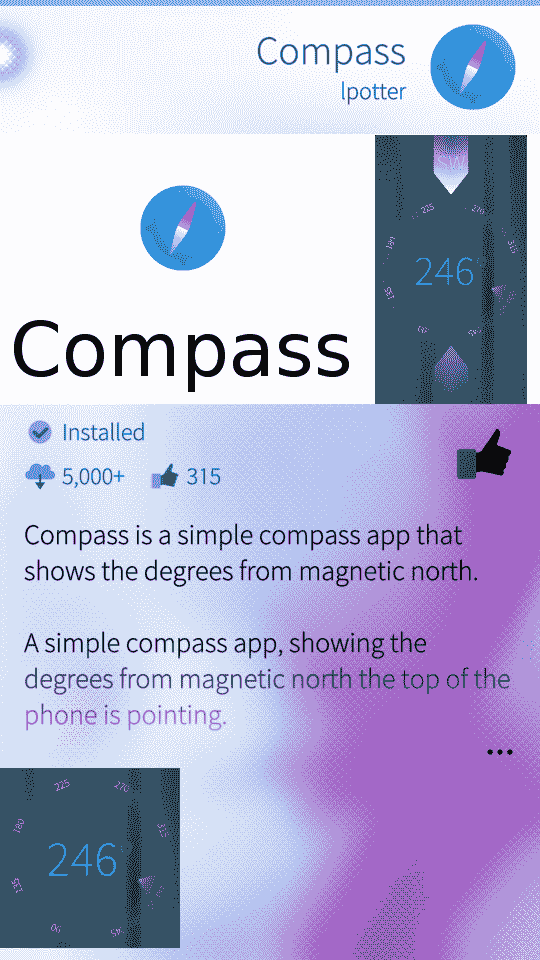 Compass
lpotter
SW
225
270
180
315
246°
135
90
45
Compass
Installed
5,000+
315
Compass is a simple compass app that
shows the degrees from magnetic north.
A simple compass app, showing the
degrees from magnetic north the top of the
phone is pointing.
225
270
180
315
246°
135
90
45